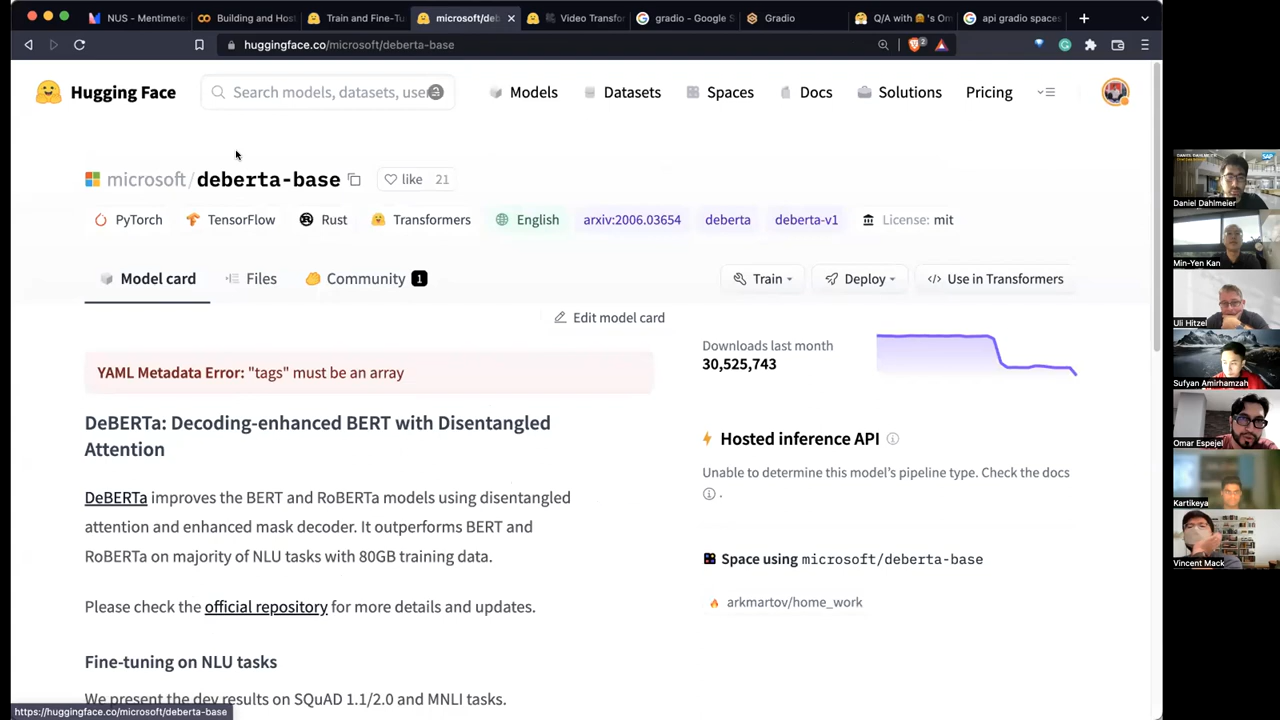 NUS - Mentimeter
Building and Host
Train and Fine-Tu
microsoft/deb
Video Transfor
gradio - Google S
Gradio
Q/A with 🤗's Om
api gradio spaces
huggingface.co/microsoft/deberta-base
Hugging Face
Search models, datasets, use
Models
Datasets
Spaces
Docs
Solutions
Pricing
microsoft/deberta-base
like 21
PyTorch
TensorFlow
Rust
Transformers
English
arxiv:2006.03654
deberta
deberta-v1
License: mit
Model card
Files
Community 1
Train
Deploy
</> Use in Transformers
Edit model card
Downloads last month
30,525,743
YAML Metadata Error: "tags" must be an array
DeBERTa: Decoding-enhanced BERT with Disentangled
Attention
Hosted inference API
Unable to determine this model's pipeline type. Check the docs
.
DeBERTa improves the BERT and RoBERTa models using disentangled
attention and enhanced mask decoder. It outperforms BERT and
RoBERTa on majority of NLU tasks with 80GB training data.
Space using microsoft/deberta-base
arkmartov/home_work
Please check the official repository for more details and updates.
Fine-tuning on NLU tasks
We present the dev results on SQuAD 1.1/2.0 and MNLI tasks.
https://huggingface.co/microsoft/deberta-base
DANIEL DAHLMEIER
SAP
Daniel Dahlmeier
Min-Yen Kan
Uli Hitzel
Sufyan Amirhamzah
Omar Espejel
Kartikeya
Vincent Mack